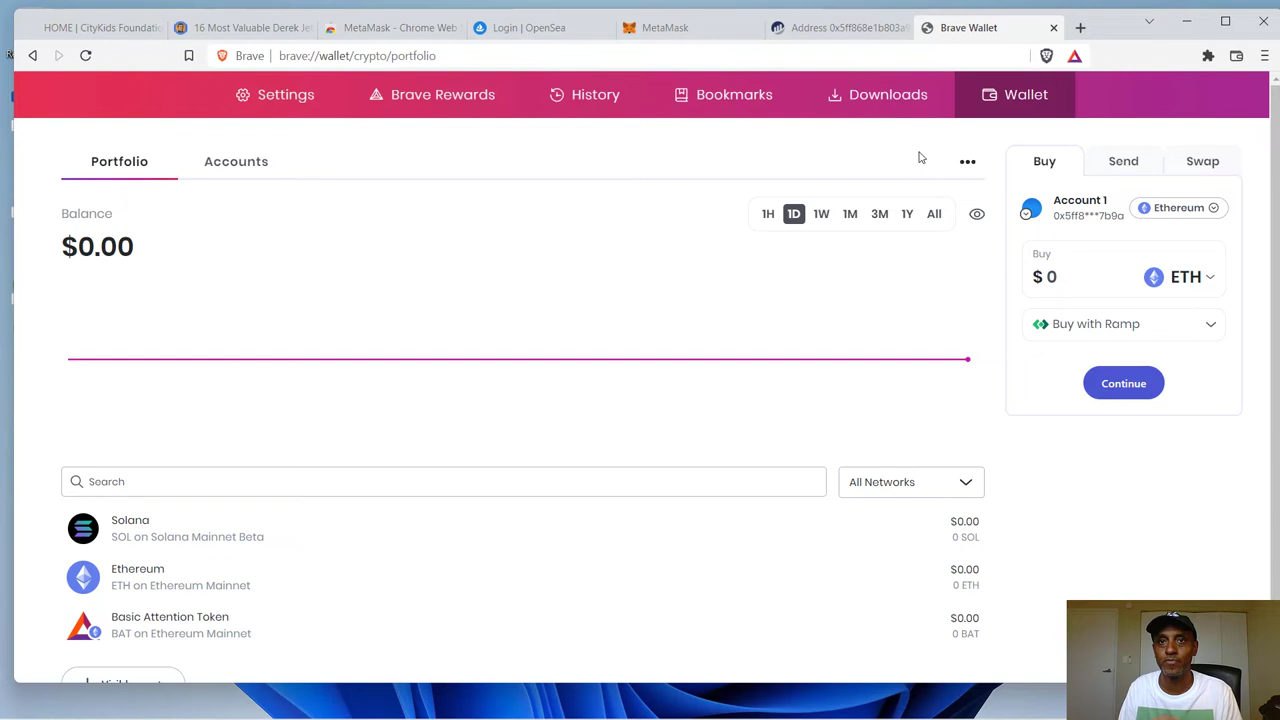 HOME | CityKids Foundatio
16 Most Valuable Derek Jet
MetaMask - Chrome Web
Login | OpenSea
MetaMask
Address 0x5ff868e1b803a9
Brave Wallet
Brave
brave://wallet/crypto/portfolio
Settings
Brave Rewards
History
Bookmarks
Downloads
Wallet
Portfolio
Accounts
Buy
Send
Swap
Balance
1H
1D
1W
1M
3M
1Y
All
$0.00
Account 1
0x5ff8***7b9a
Ethereum
Buy
$ 0
ETH
Buy with Ramp
Continue
Search
All Networks
Solana
SOL on Solana Mainnet Beta
$0.00
0 SOL
Ethereum
ETH on Ethereum Mainnet
$0.00
0 ETH
Basic Attention Token
BAT on Ethereum Mainnet
$0.00
0 BAT